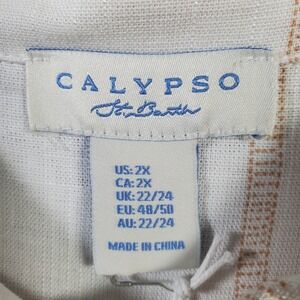 CALYPSO
St. Barth
US: 2X
CA: 2X
UK: 22/24
EU: 48/50
AU: 22/24
MADE IN CHINA